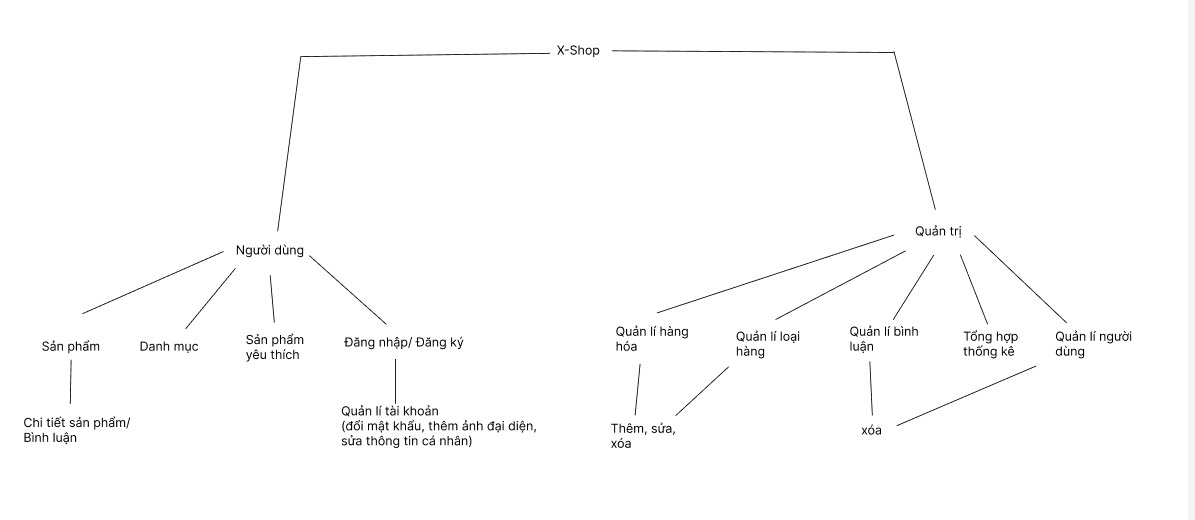 X-Shop
Người dùng
Quản trị
Sản phẩm
Danh mục
Sản phẩm
yêu thích
Đăng nhập/ Đăng ký
Quản lí hàng
hóa
Quản lí loại
hàng
Quản lí bình
luận
Tổng hợp
thống kê
Quản lí người
dùng
Chi tiết sản phẩm/
Bình luận
Quản lí tài khoản
(đổi mật khẩu, thêm ảnh đại diện,
sửa thông tin cá nhân)
Thêm, sửa,
xóa
xóa